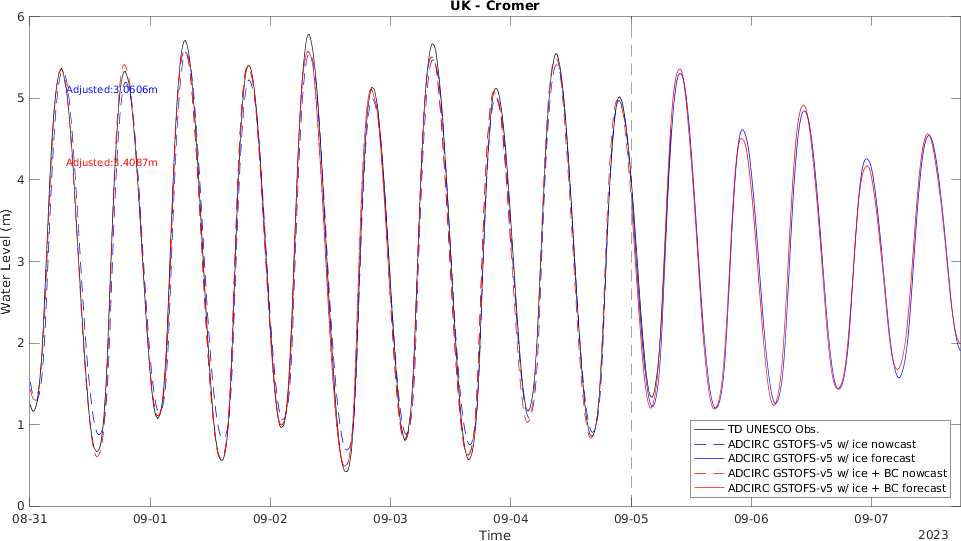 UK - Cromer
6
5
4
3
2
1
0
Water Level (m)
Adjusted:3.0606m
Adjusted:3.4087m
TD UNESCO Obs.
ADCIRC GSTOFS-v5 w/ ice nowcast
ADCIRC GSTOFS-v5 w/ ice forecast
ADCIRC GSTOFS-v5 w/ ice + BC nowcast
ADCIRC GSTOFS-v5 w/ ice + BC forecast
08-31 09-01 09-02 09-03 09-04 09-05 09-06 09-07
Time
2023